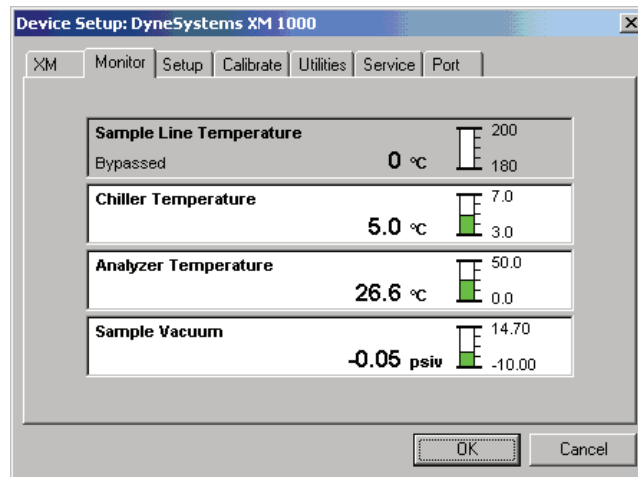 Device Setup: DyneSystems XM 1000
XM Monitor Setup Calibrate Utilities Service Port
Sample Line Temperature 200
Bypassed 0 °C 180
Chiller Temperature 7.0
5.0 °C 3.0
Analyzer Temperature 50.0
26.6 °C 0.0
Sample Vacuum 14.70
-0.05 psiv -10.00
OK Cancel